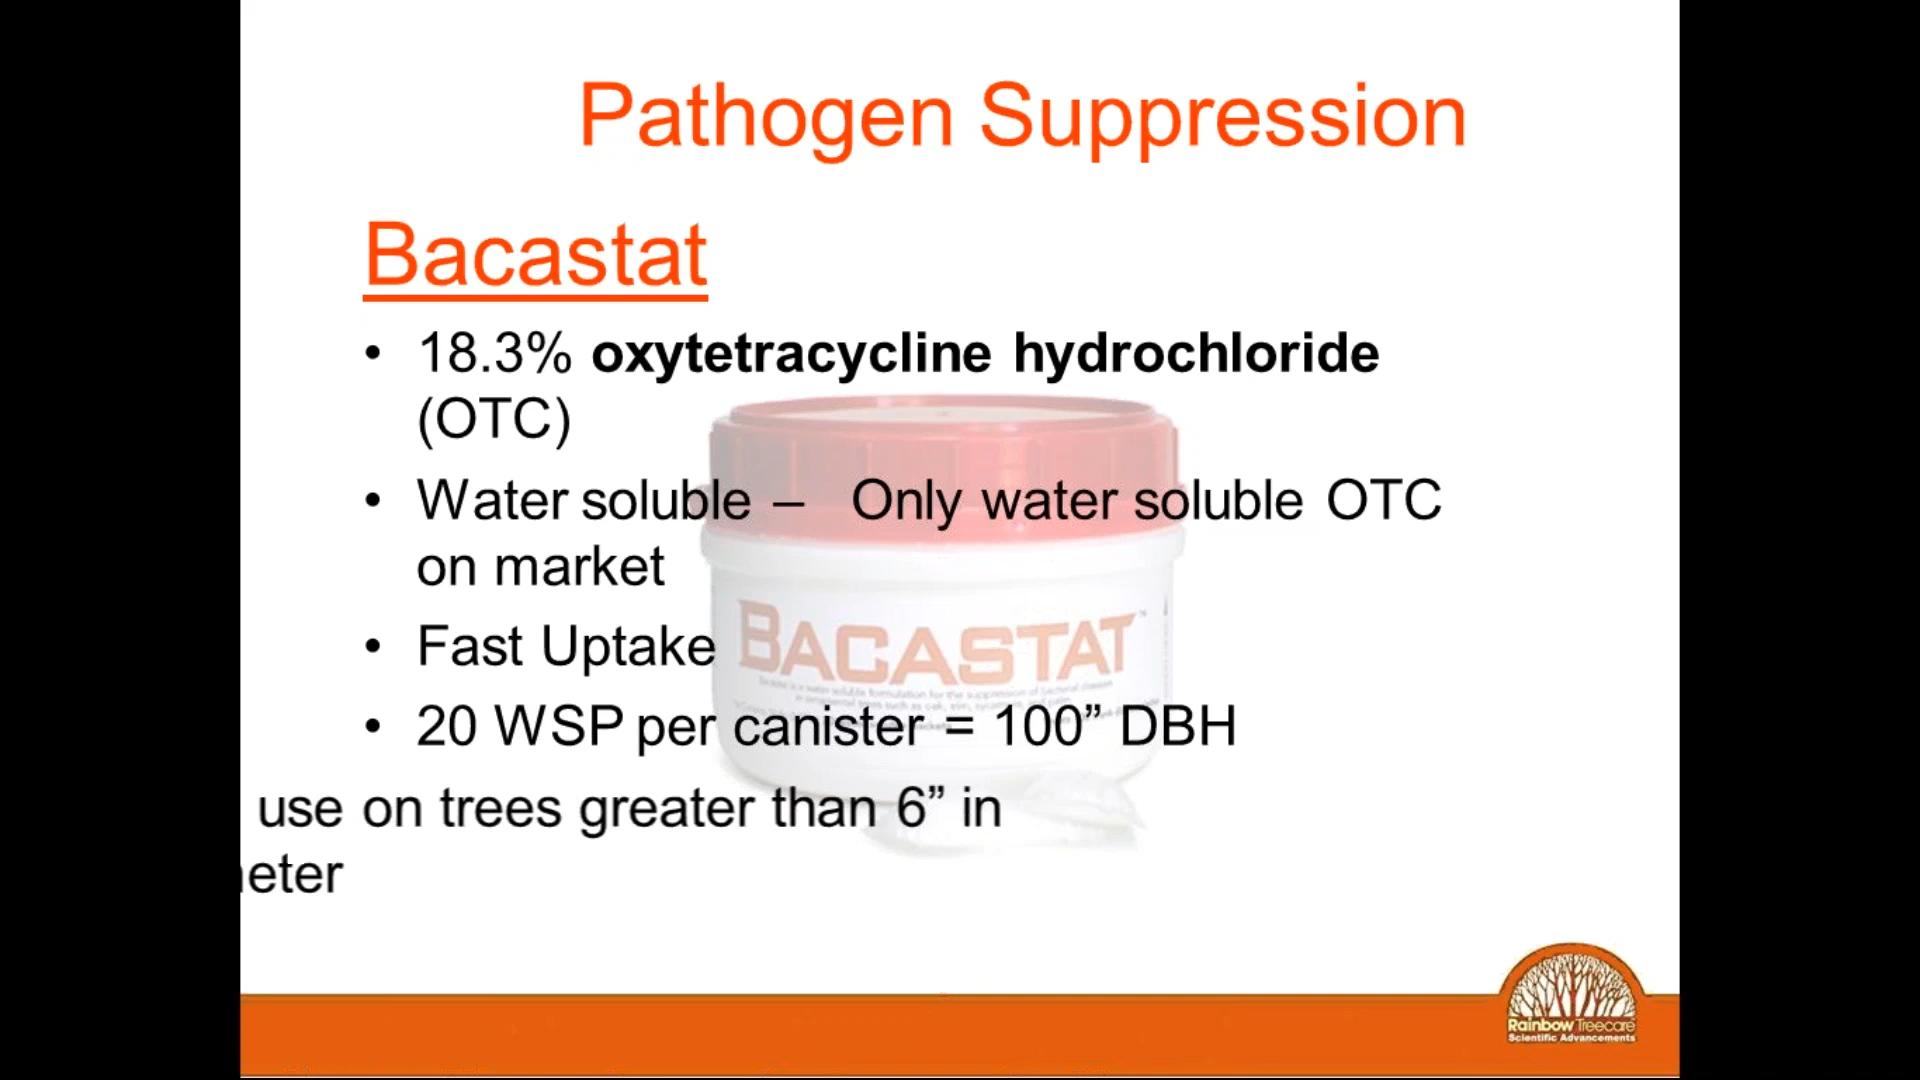 Pathogen Suppression
Bacastat
• 18.3% oxytetracycline hydrochloride
(OTC)
• Water soluble – Only water soluble OTC
on market
• Fast Uptake
• 20 WSP per canister = 100” DBH
use on trees greater than 6” in
eter
BACASTAT™
Rainbow Treecare
Scientific Advancements